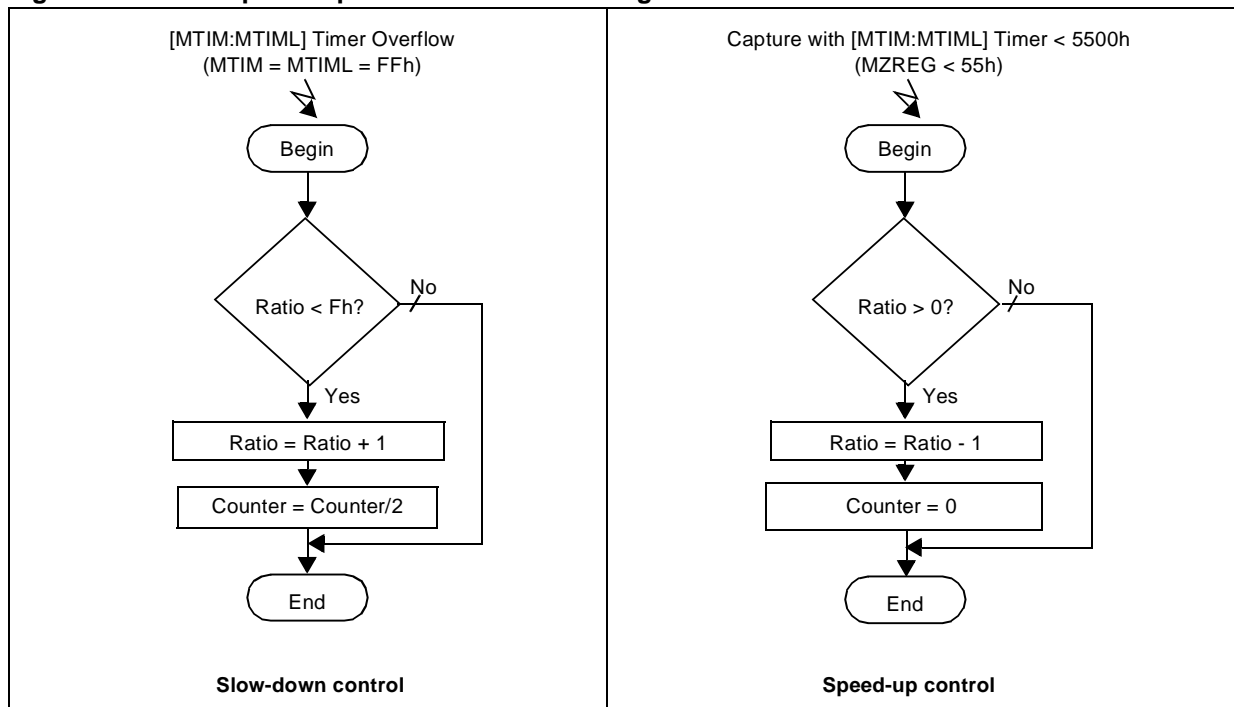 [MTIM:MTIML] Timer Overflow
(MTIM = MTIML = FFh)
Begin
Ratio < Fh?
No
Yes
Ratio = Ratio + 1
Counter = Counter/2
End
Slow-down control
Capture with [MTIM:MTIML] Timer < 5500h
(MZREG < 55h)
Begin
Ratio > 0?
No
Yes
Ratio = Ratio - 1
Counter = 0
End
Speed-up control